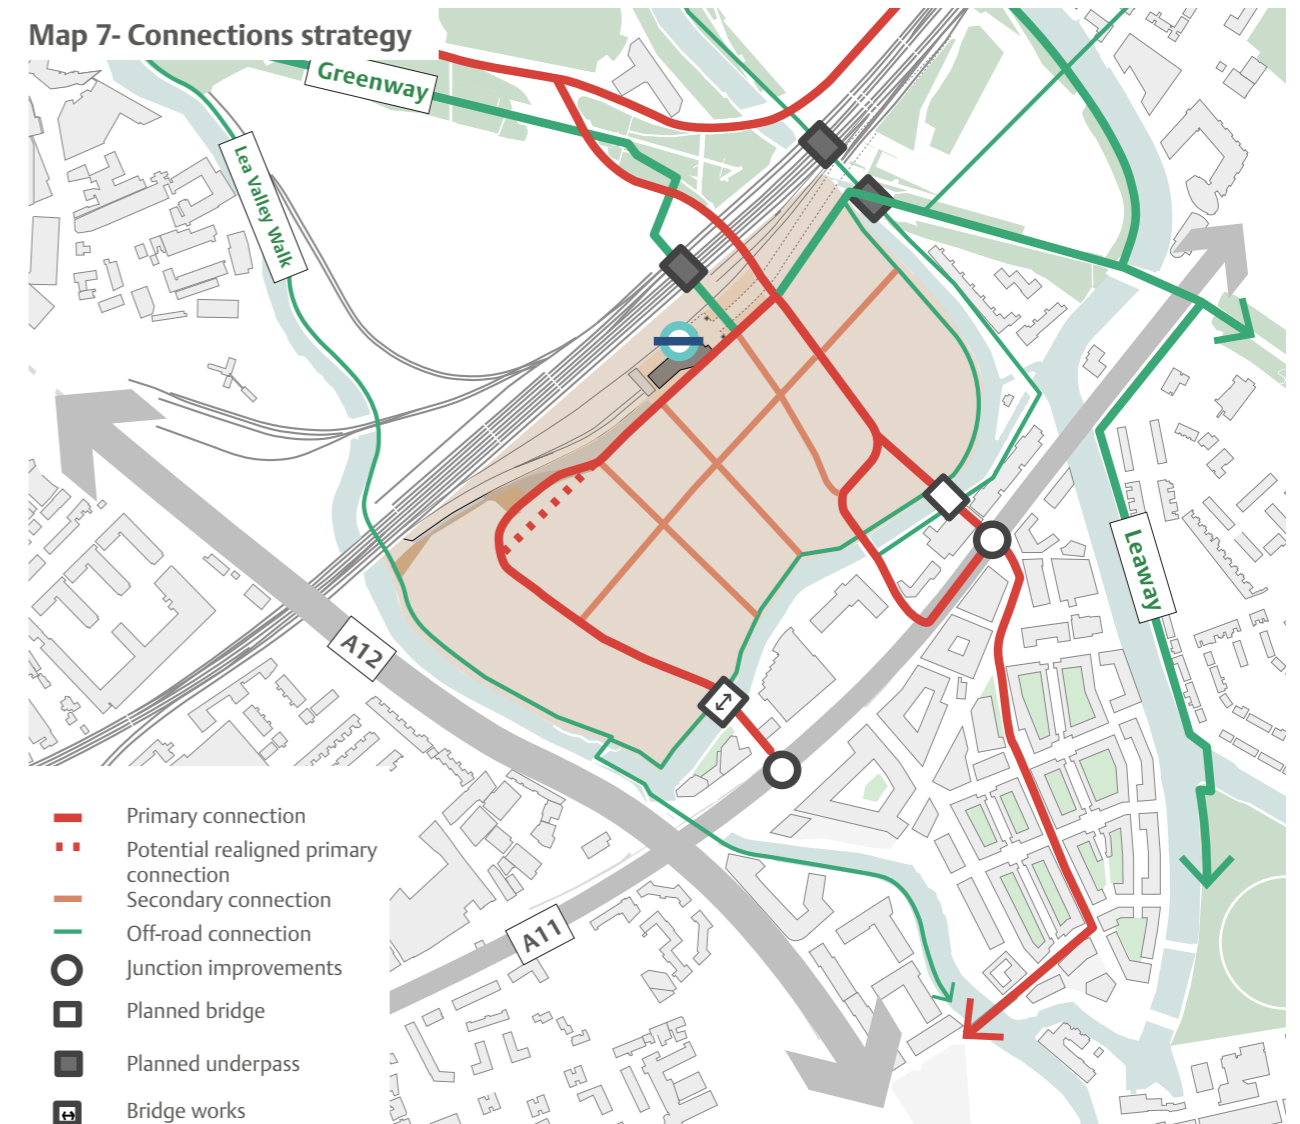 Map 7- Connections strategy
Greenway
Lea Valley Walk
A12
Leaway
A11
Primary connection
Potential realigned primary
connection
Secondary connection
Off-road connection
Junction improvements
Planned bridge
Planned underpass
Bridge works